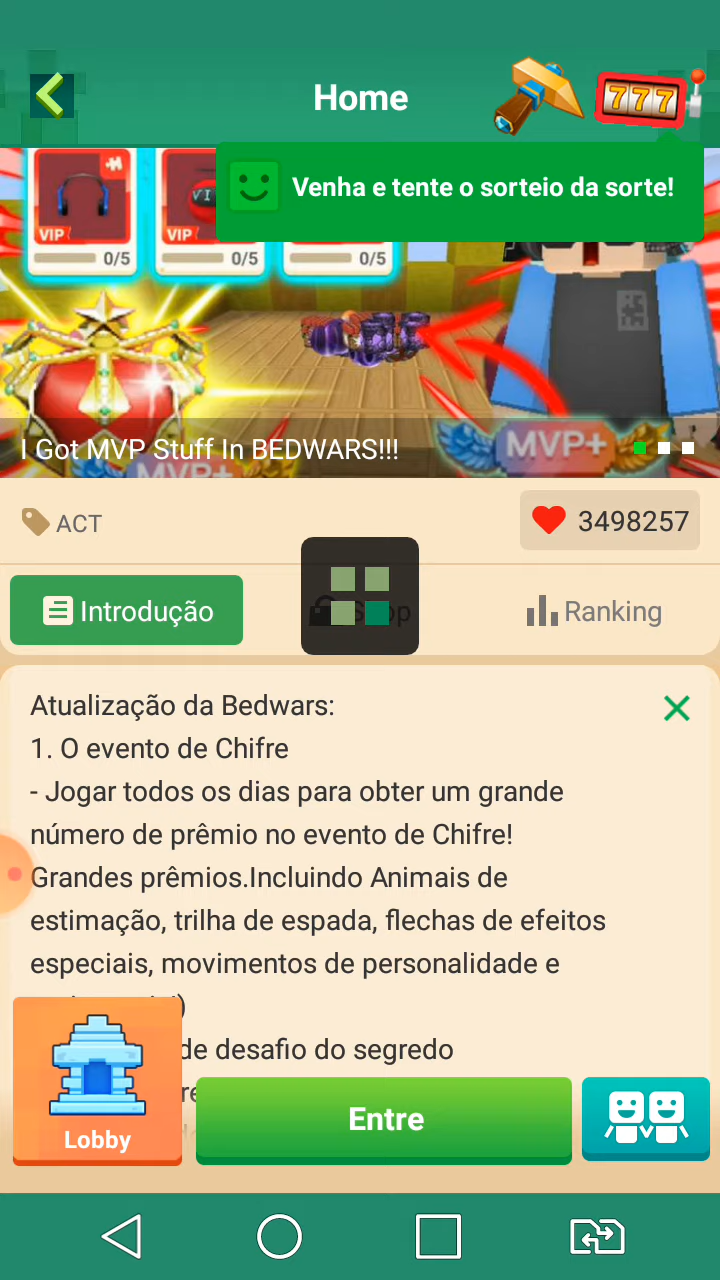 Home
777
Venha e tente o sorteio da sorte!
VIP
VIP
0/5
0/5
0/5
VI
MVP+
MVP+
I Got MVP Stuff In BEDWARS!!!
ACT
3498257
Introdução
Ranking
Atualização da Bedwars:
1. O evento de Chifre
- Jogar todos os dias para obter um grande
número de prêmio no evento de Chifre!
Grandes prêmios.Incluindo Animais de
estimação, trilha de espada, flechas de efeitos
especiais, movimentos de personalidade e
de desafio do segredo
Lobby
Entre